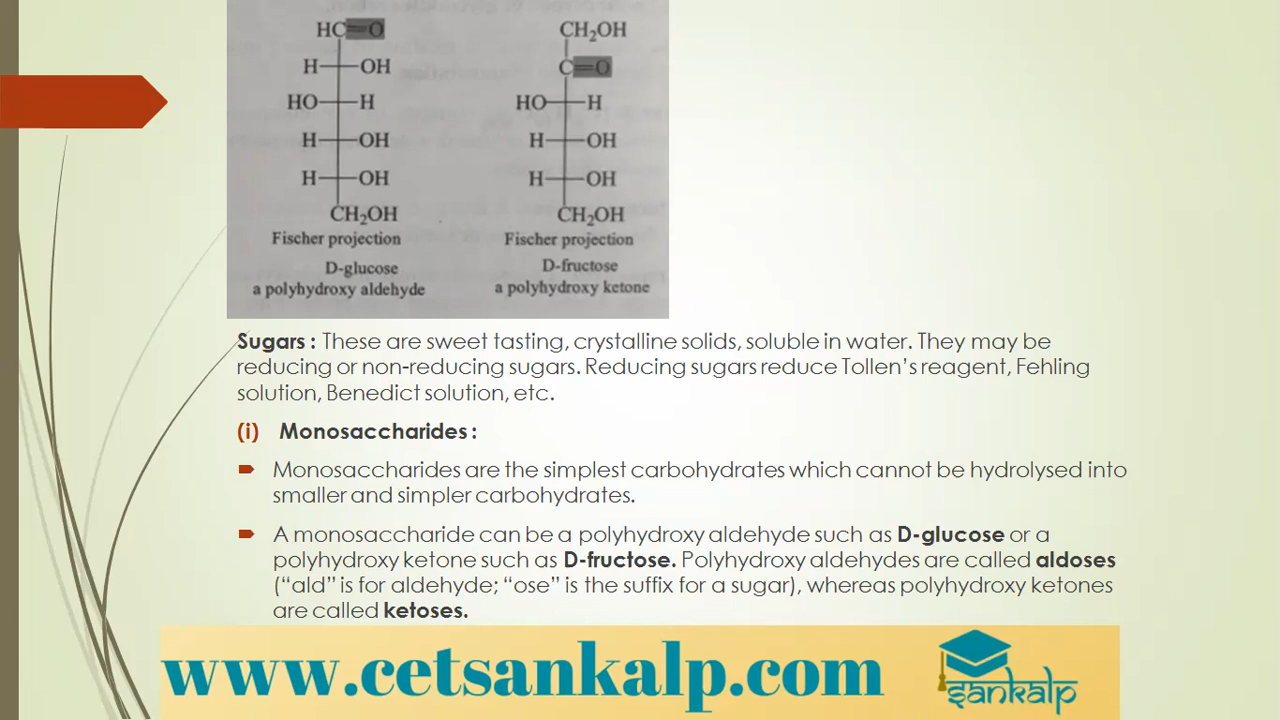 HC=O
H OH
HO H
H OH
H OH
CH₂OH
Fischer projection
D-glucose
a polyhydroxy aldehyde
CH₂OH
C=O
HO H
H OH
H OH
CH₂OH
Fischer projection
D-fructose
a polyhydroxy ketone
Sugars : These are sweet tasting, crystalline solids, soluble in water. They may be
reducing or non-reducing sugars. Reducing sugars reduce Tollen’s reagent, Fehling
solution, Benedict solution, etc.
(i) Monosaccharides :
Monosaccharides are the simplest carbohydrates which cannot be hydrolysed into
smaller and simpler carbohydrates.
A monosaccharide can be a polyhydroxy aldehyde such as D-glucose or a
polyhydroxy ketone such as D-fructose. Polyhydroxy aldehydes are called aldoses
(“ald” is for aldehyde; “ose” is the suffix for a sugar), whereas polyhydroxy ketones
are called ketoses.
www.cetsankalp.com
sankalp